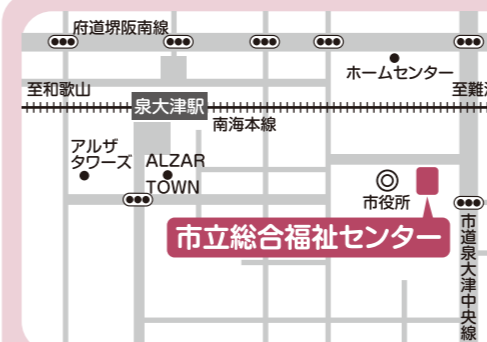 府道堺阪南線
ホームセンター
至和歌山
至難
泉大津駅
南海本線
アルザ
タワーズ
ALZAR
TOWN
市役所
市立総合福祉センター
市道泉大津中央線